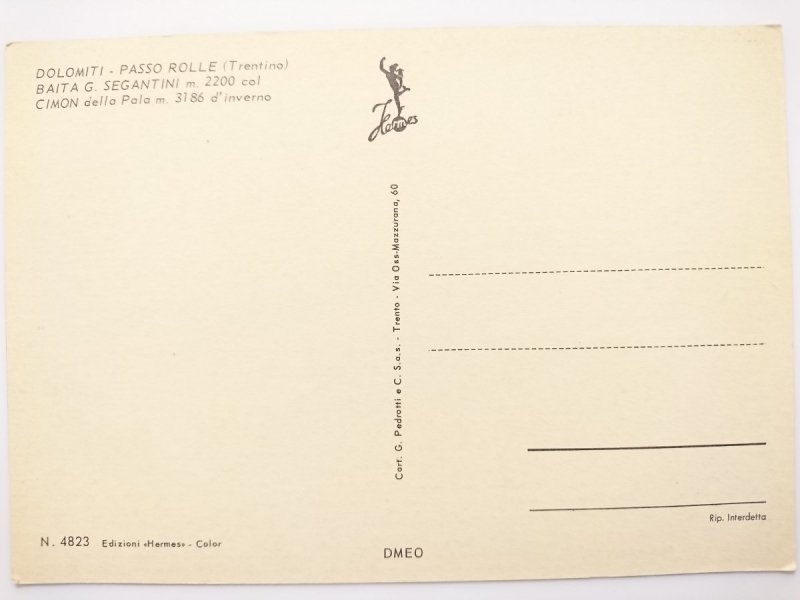 DOLOMITI - PASSO ROLLE (Trentino)
BAITA G. SEGANTINI m. 2200 col
CIMON della Pala m. 3186 d'inverno
Hermes
Cart. G. Pedrotti e C. S.a.s. - Trento - Via Oss-Mazzurana, 60
Rip. Interdetta
N. 4823 Edizioni «Hermes» - Color
DMEO